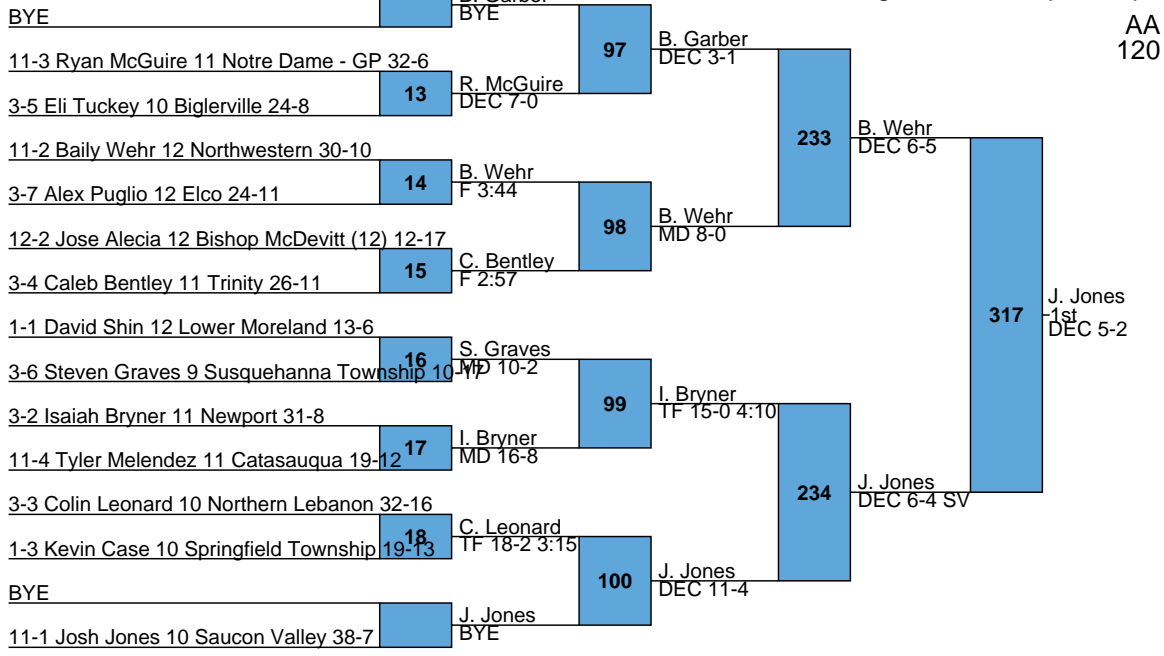 BYE
BYE
AA
120
97
B. Garber
DEC 3-1
11-3 Ryan McGuire 11 Notre Dame - GP 32-6
13
R. McGuire
DEC 7-0
3-5 Eli Tuckey 10 Biglerville 24-8
233
B. Wehr
DEC 6-5
11-2 Baily Wehr 12 Northwestern 30-10
14
B. Wehr
F 3:44
3-7 Alex Puglio 12 Elco 24-11
98
B. Wehr
MD 8-0
12-2 Jose Alecia 12 Bishop McDevitt (12) 12-17
15
C. Bentley
F 2:57
3-4 Caleb Bentley 11 Trinity 26-11
317
J. Jones
1st
DEC 5-2
1-1 David Shin 12 Lower Moreland 13-6
16
S. Graves
MD 10-2
3-6 Steven Graves 9 Susquehanna Township 10-17
99
I. Bryner
TF 15-0 4:10
3-2 Isaiah Bryner 11 Newport 31-8
17
I. Bryner
MD 16-8
11-4 Tyler Melendez 11 Catasauqua 19-12
234
J. Jones
DEC 6-4 SV
3-3 Colin Leonard 10 Northern Lebanon 32-16
18
C. Leonard
TF 18-2 3:15
1-3 Kevin Case 10 Springfield Township 19-13
100
J. Jones
DEC 11-4
BYE
J. Jones
BYE
11-1 Josh Jones 10 Saucon Valley 38-7